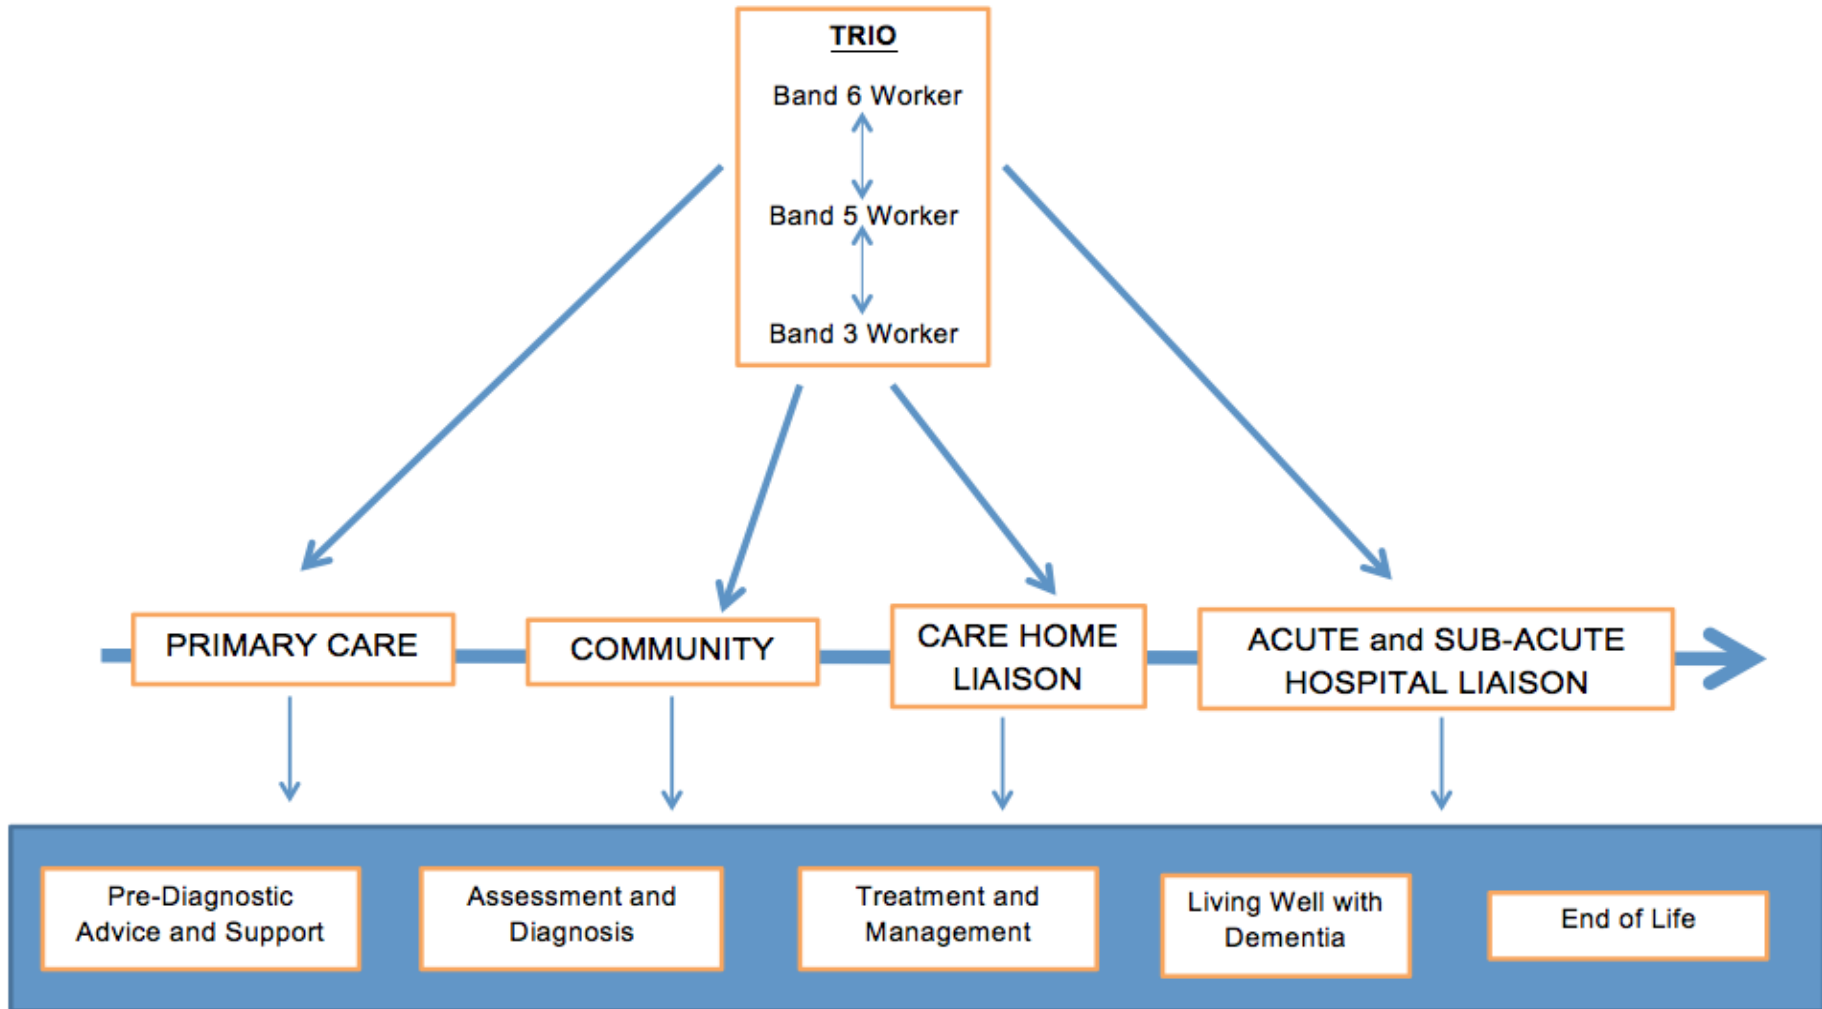 TRIO
Band 6 Worker
Band 5 Worker
Band 3 Worker
PRIMARY CARE
COMMUNITY
CARE HOME
LIAISON
ACUTE and SUB-ACUTE
HOSPITAL LIAISON
Pre-Diagnostic
Advice and Support
Assessment and
Diagnosis
Treatment and
Management
Living Well with
Dementia
End of Life